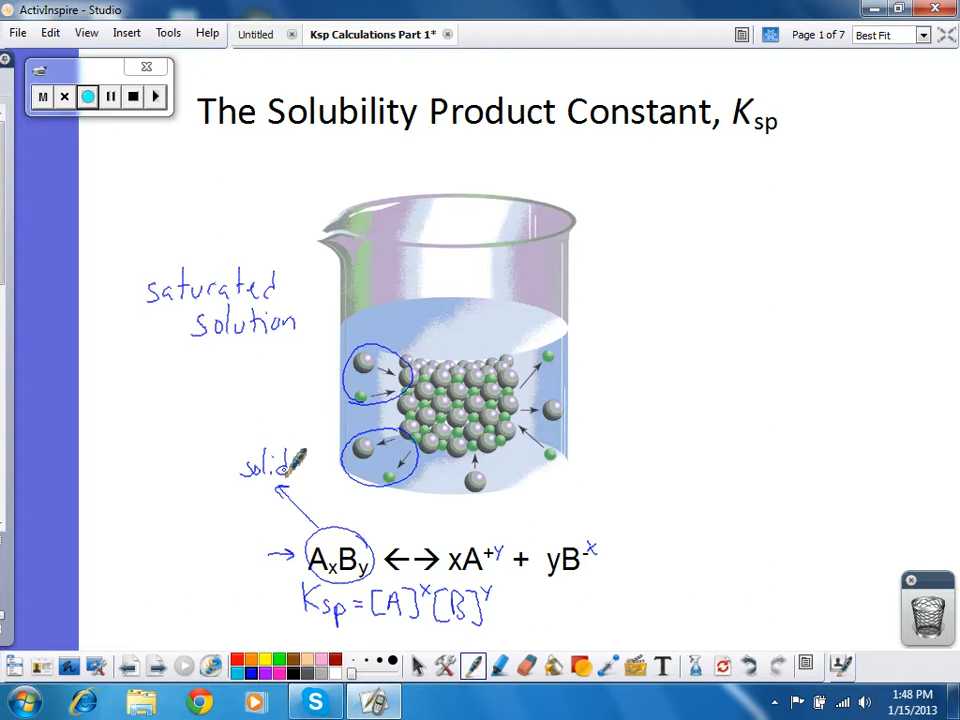 ActivInspire - Studio
File Edit View Insert Tools Help Untitled Ksp Calculations Part 1* Page 1 of 7 Best Fit
M
The Solubility Product Constant, Ksp
saturated
solution
solid
AxBy ←→ xA+y + yB-x
Ksp = [A]x[B]y
T
S
1:48 PM
1/15/2013